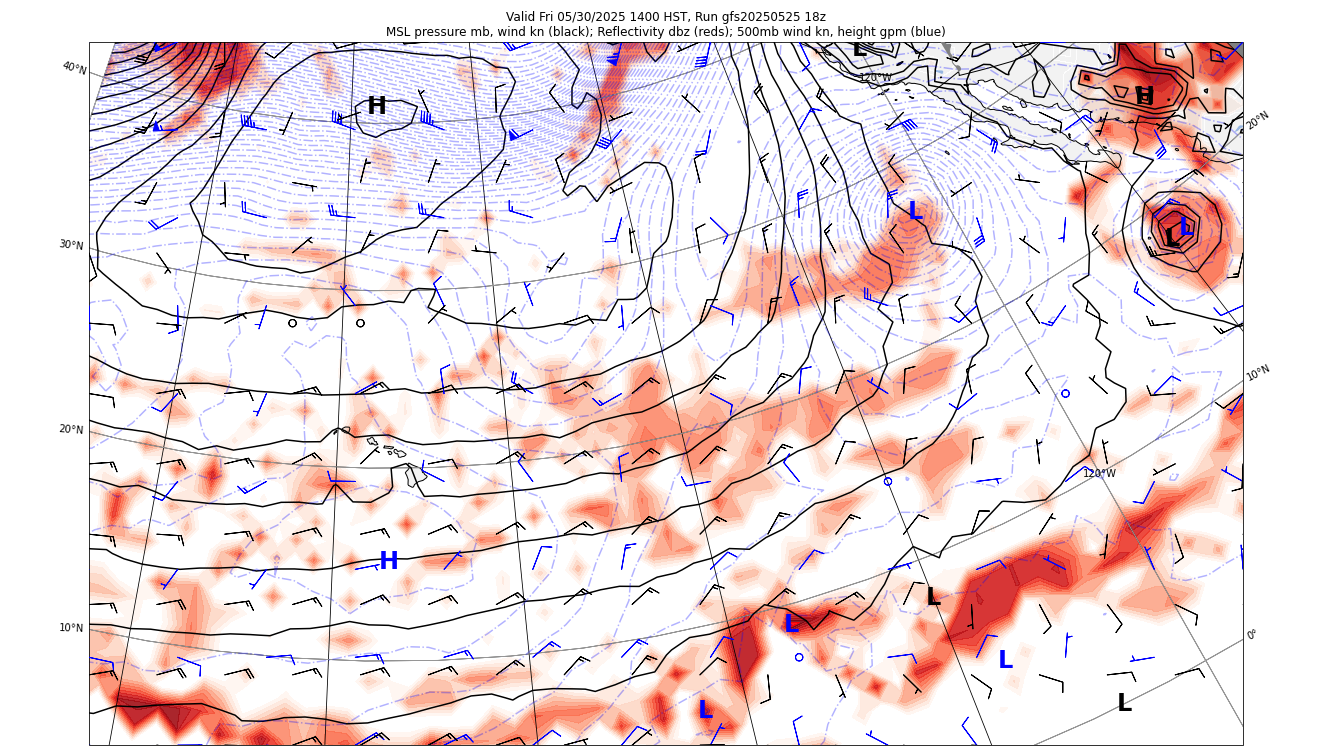 Valid Fri 05/30/2025 1400 HST, Run gfs20250525 18z
MSL pressure mb, wind kn (black); Reflectivity dbz (reds); 500mb wind kn, height gpm (blue)
L
40°N
120°W
H
H
20°N
L
L
L
30°N
10°N
20°N
120°W
H
L
10°N
L
0°
L
L
L